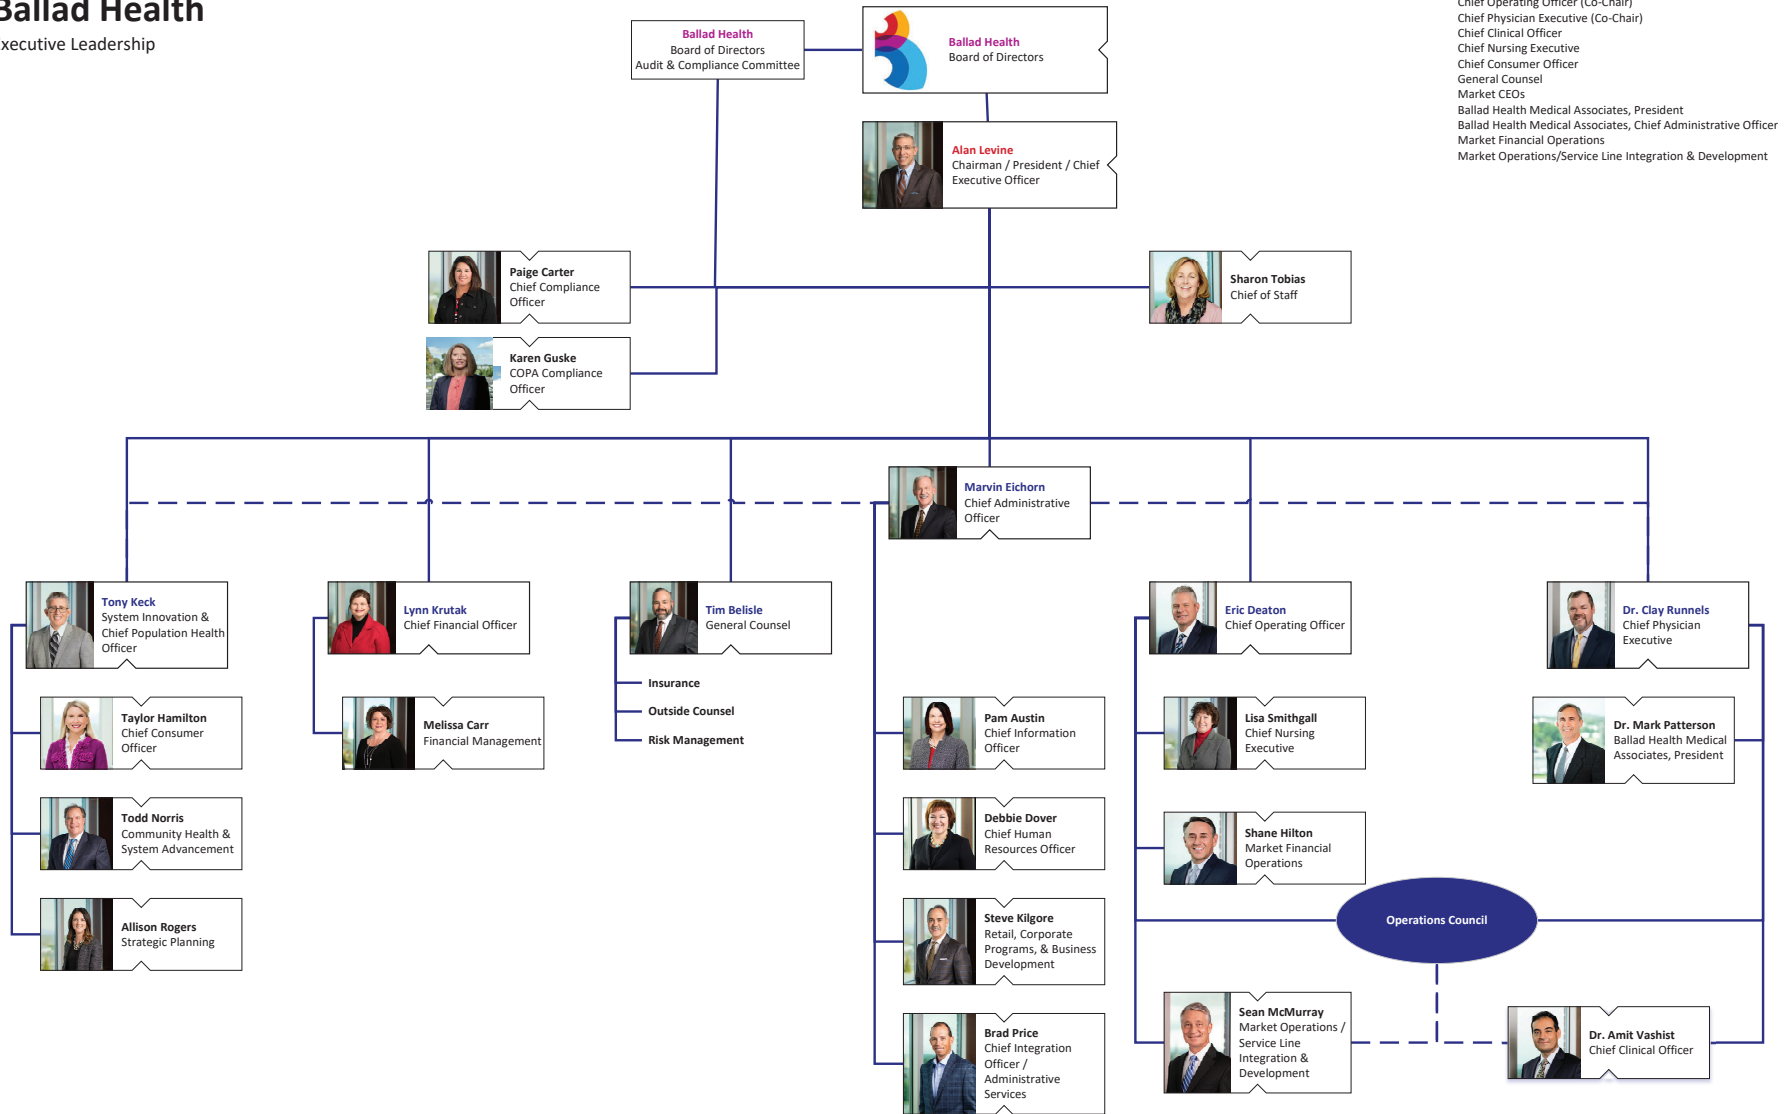 Ballad Health
Executive Leadership
Ballad Health
Board of Directors
Audit & Compliance Committee
Ballad Health
Board of Directors
Chief Operating Officer (Co-Chair)
Chief Physician Executive (Co-Chair)
Chief Clinical Officer
Chief Nursing Executive
Chief Consumer Officer
General Counsel
Market CEOs
Ballad Health Medical Associates, President
Ballad Health Medical Associates, Chief Administrative Officer
Market Financial Operations
Market Operations/Service Line Integration & Development
Alan Levine
Chairman / President / Chief
Executive Officer
Paige Carter
Chief Compliance
Officer
Sharon Tobias
Chief of Staff
Karen Guske
COPA Compliance
Officer
Marvin Eichorn
Chief Administrative
Officer
Tony Keck
System Innovation &
Chief Population Health
Officer
Lynn Krutak
Chief Financial Officer
Tim Belisle
General Counsel
Eric Deaton
Chief Operating Officer
Dr. Clay Runnels
Chief Physician
Executive
Taylor Hamilton
Chief Consumer
Officer
Melissa Carr
Financial Management
Insurance
Outside Counsel
Risk Management
Pam Austin
Chief Information
Officer
Lisa Smithgall
Chief Nursing
Executive
Dr. Mark Patterson
Ballad Health Medical
Associates, President
Todd Norris
Community Health &
System Advancement
Debbie Dover
Chief Human
Resources Officer
Shane Hilton
Market Financial
Operations
Allison Rogers
Strategic Planning
Steve Kilgore
Retail, Corporate
Programs, & Business
Development
Operations Council
Brad Price
Chief Integration
Officer /
Administrative
Services
Sean McMurray
Market Operations /
Service Line
Integration &
Development
Dr. Amit Vashist
Chief Clinical Officer